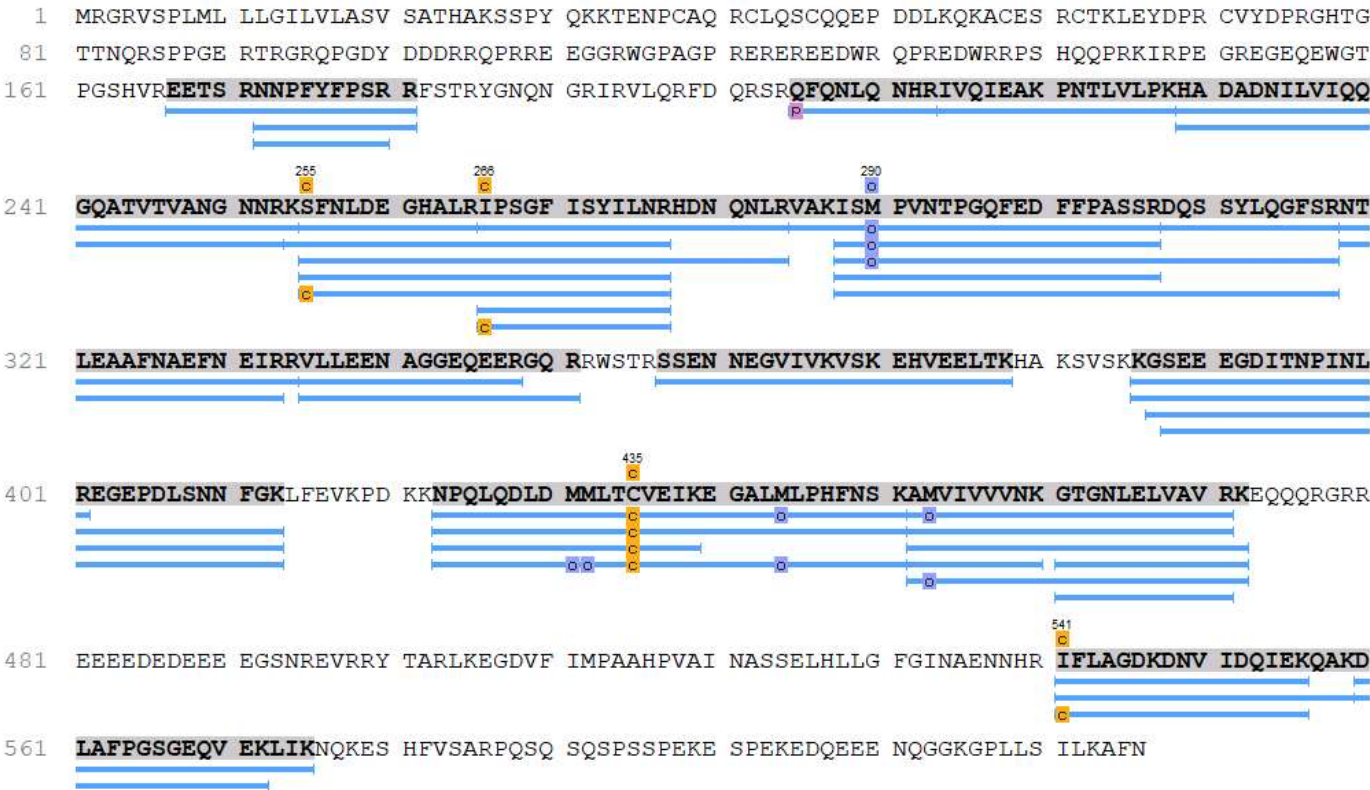 1 MRGRVSPLML LLGILVLASV SATHAKSSPY QKKTENPCAQ RCLQSCQQEP DDLKQKACES RCTKLEYDPR CVYDPRGHTG
81 TTNQRSPPGE RTRGRQPGDY DDDRRQPRRE EGGRWGPAGP REREREEDWR QPREDWRRPS HQQPRKIRPE GREGEQEWGT
161 PGSHVREETS RNNPFYFPSR RFSTRYGNQN GRIRVLQRFD QRSRQFQNLQ NHRIVQIEAK PNTLVLPKHA DADNILVIQQ
p
255 266 290
c c o
241 GQATVTVANG NNRKSFNLDE GHALRIPSGF ISYILNRHDN QNLRVAKISM PVNTPGQFED FFPASSRDQS SYLQGFSRNT
o
o
o
c
c
321 LEAAFNAEFN EIRRVLLEEN AGGEQEERGQ RRWSTRSSEN NEGVIVKVSK EHVEELTKHA KSVSKKGSEE EGDITNPINL
435
c
401 REGEPDLSNN FGKLFEVKPD KKNPQLQDLD MMLTCVEIKE GALMLPHFNS KAMVIVVVNK GTGNLELVAV RKEQQQRGRR
c o o
c
c
o o c o
o
481 EEEEDEDEEE EGSNREVRRY TARLKEGDVF IMPAAHPVAI NASSELHLLG FGINAENNHR IFLAGDKDNV IDQIEKQAKD
541
c
c
561 LAFPGSGEQV EKLIKNQKES HFVSARPQSQ SQSPSSPEKE SPEKEDQEEE NQGGKGPLLS ILKAFN